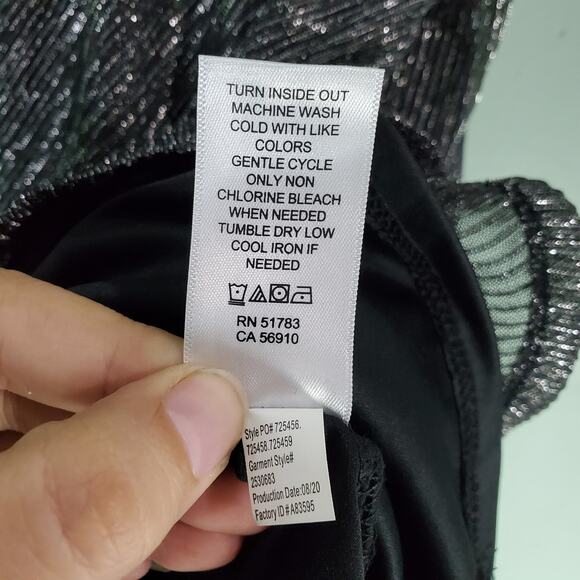 TURN INSIDE OUT
MACHINE WASH
COLD WITH LIKE
COLORS
GENTLE CYCLE
ONLY NON
CHLORINE BLEACH
WHEN NEEDED
TUMBLE DRY LOW
COOL IRON IF
NEEDED
RN 51783
CA 56910
Style PO# 725456.
725458.725459
Garment Style#
2530683
Production Date:08/20
Factory ID#A83595